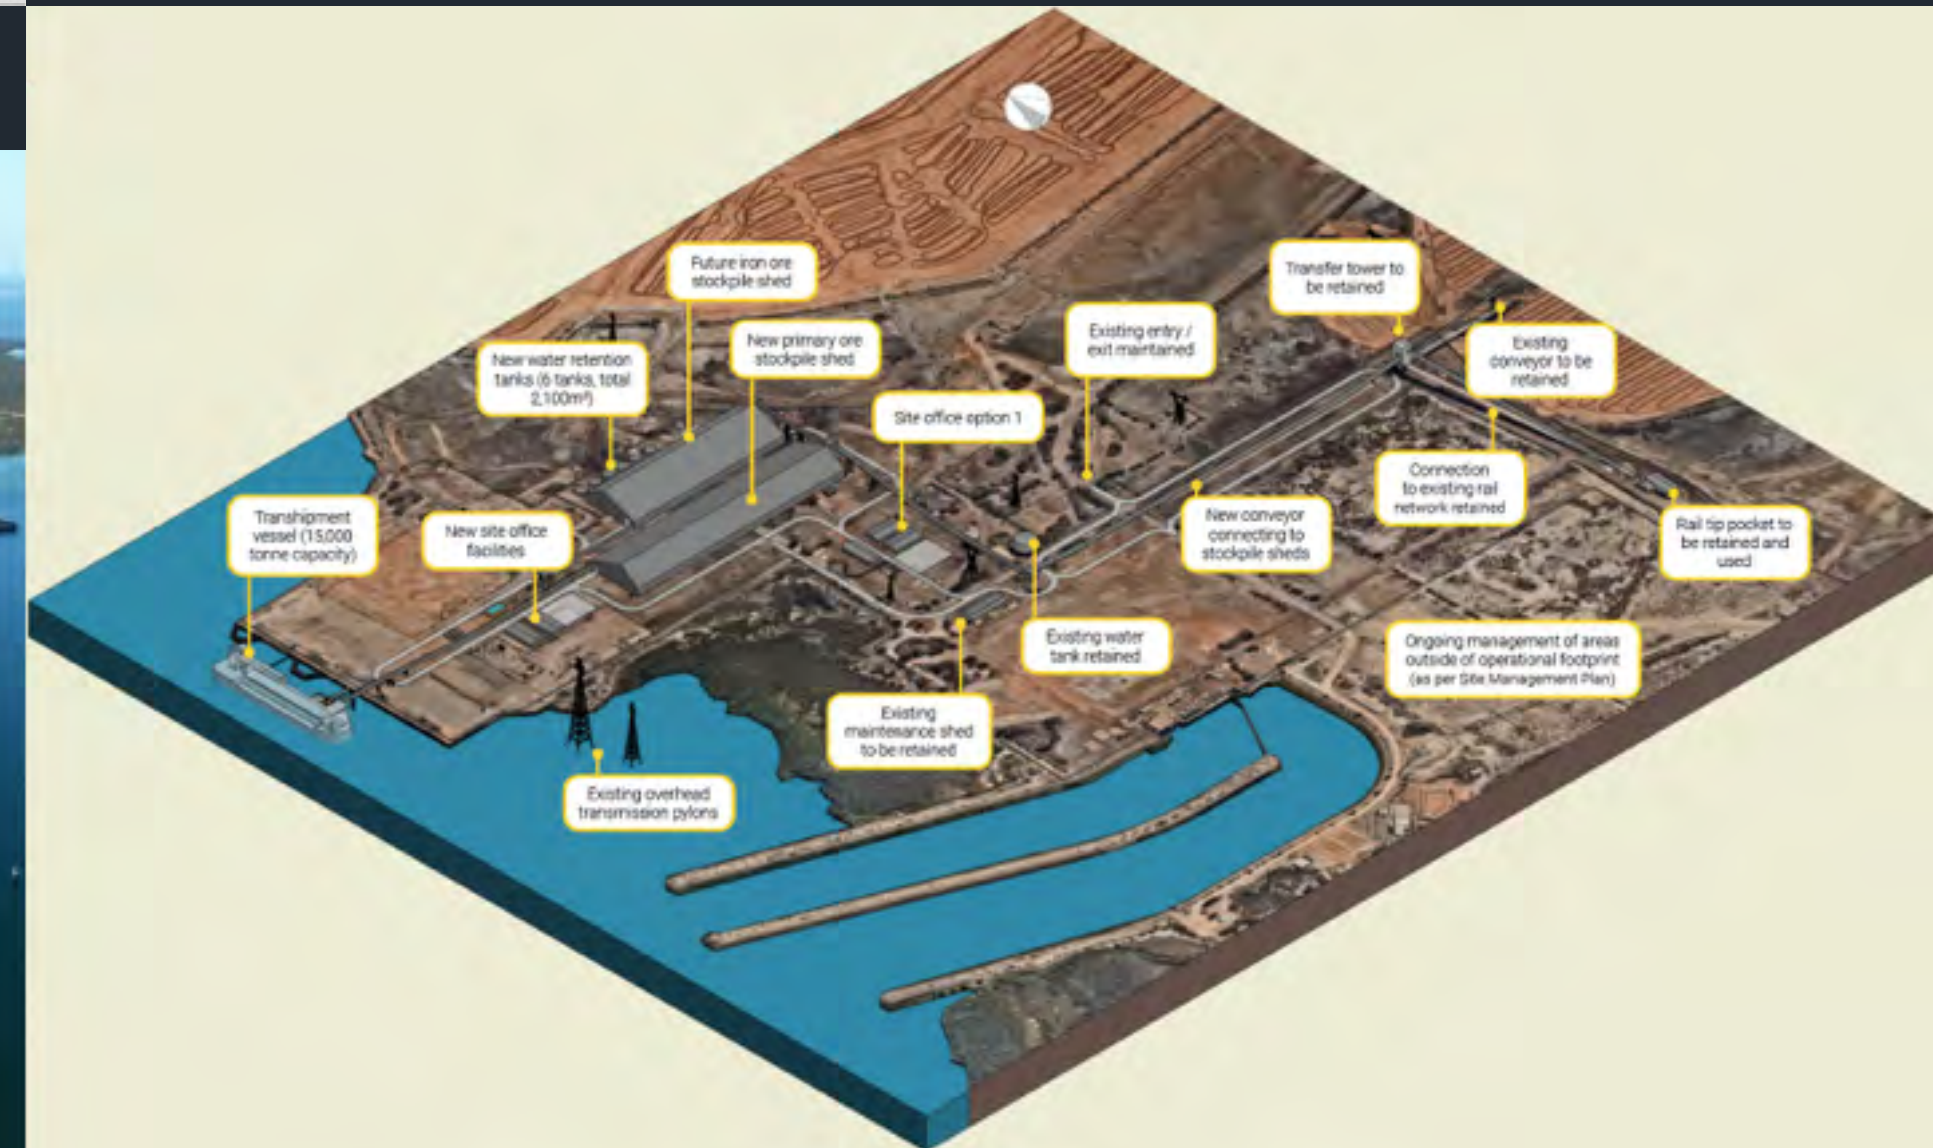 Future iron ore
stockpile shed
Transfer tower to
be retained
New primary ore
stockpile shed
Existing entry /
exit maintained
Existing
conveyor to be
retained
New water retention
tanks (6 tanks, total
2,100m³)
Site office option 1
Connection
to existing rail
network retained
Transhipment
vessel (15,000
tonne capacity)
New site office
facilities
New conveyor
connecting to
stockpile sheds
Rail tip pocket to
be retained and
used
Existing water
tank retained
Ongoing management of areas
outside of operational footprint
(as per Site Management Plan)
Existing
maintenance shed
to be retained
Existing overhead
transmission pylons